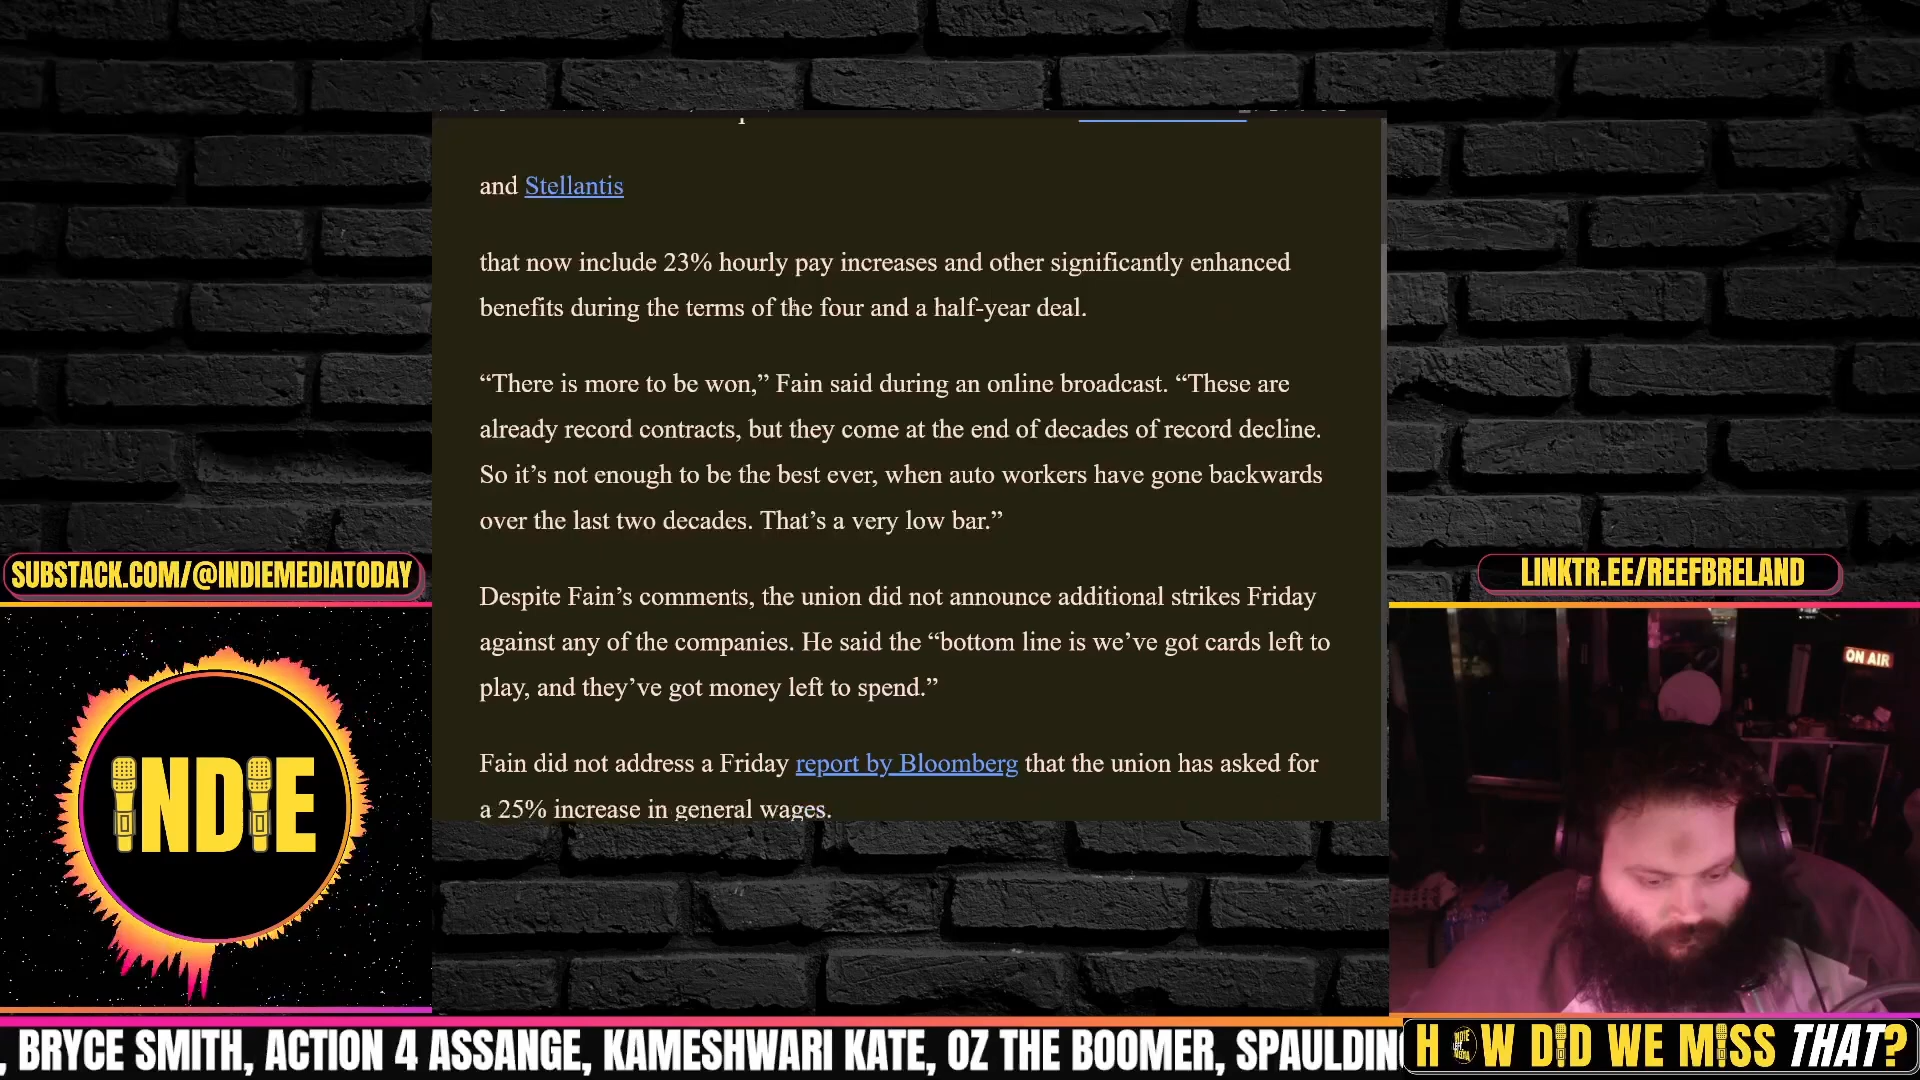 and Stellantis
that now include 23% hourly pay increases and other significantly enhanced
benefits during the terms of the four and a half-year deal.
“There is more to be won,” Fain said during an online broadcast. “These are
already record contracts, but they come at the end of decades of record decline.
So it’s not enough to be the best ever, when auto workers have gone backwards
over the last two decades. That’s a very low bar.”
Despite Fain’s comments, the union did not announce additional strikes Friday
against any of the companies. He said the “bottom line is we’ve got cards left to
play, and they’ve got money left to spend.”
Fain did not address a Friday report by Bloomberg that the union has asked for
a 25% increase in general wages.
SUBSTACK.COM/@INDIEMEDIATODAY
LINKTR.EE/REEFBRELAND
ON AIR
INDIE
, BRYCE SMITH, ACTION 4 ASSANGE, KAMESHWARI KATE, OZ THE BOOMER, SPAULDIN
HOW DID WE MISS THAT?